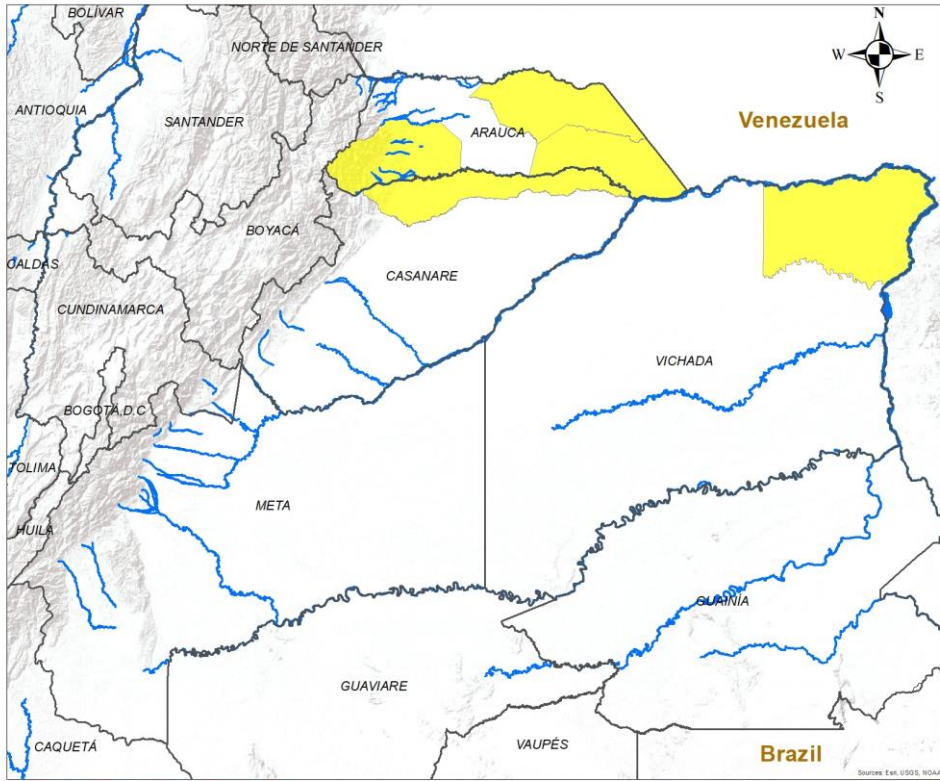 BOLÍVAR
N
NORTE DE SANTANDER
W
E
ANTIOQUIA
S
SANTANDER
ARAUCA
Venezuela
BOYACÁ
CALDAS
CASANARE
CUNDINAMARCA
VICHADA
BOGOTÁ, D.C
TOLIMA
META
HUILA
GUAINÍA
GUAVIARE
CAQUETÁ
VAUPÉS
Brazil
Sources: Esri, USGS, NOAA